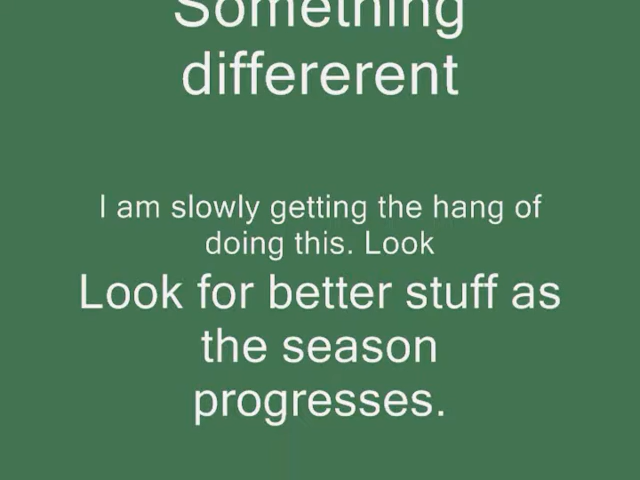 Something
differerent
I am slowly getting the hang of
doing this. Look
Look for better stuff as
the season
progresses.